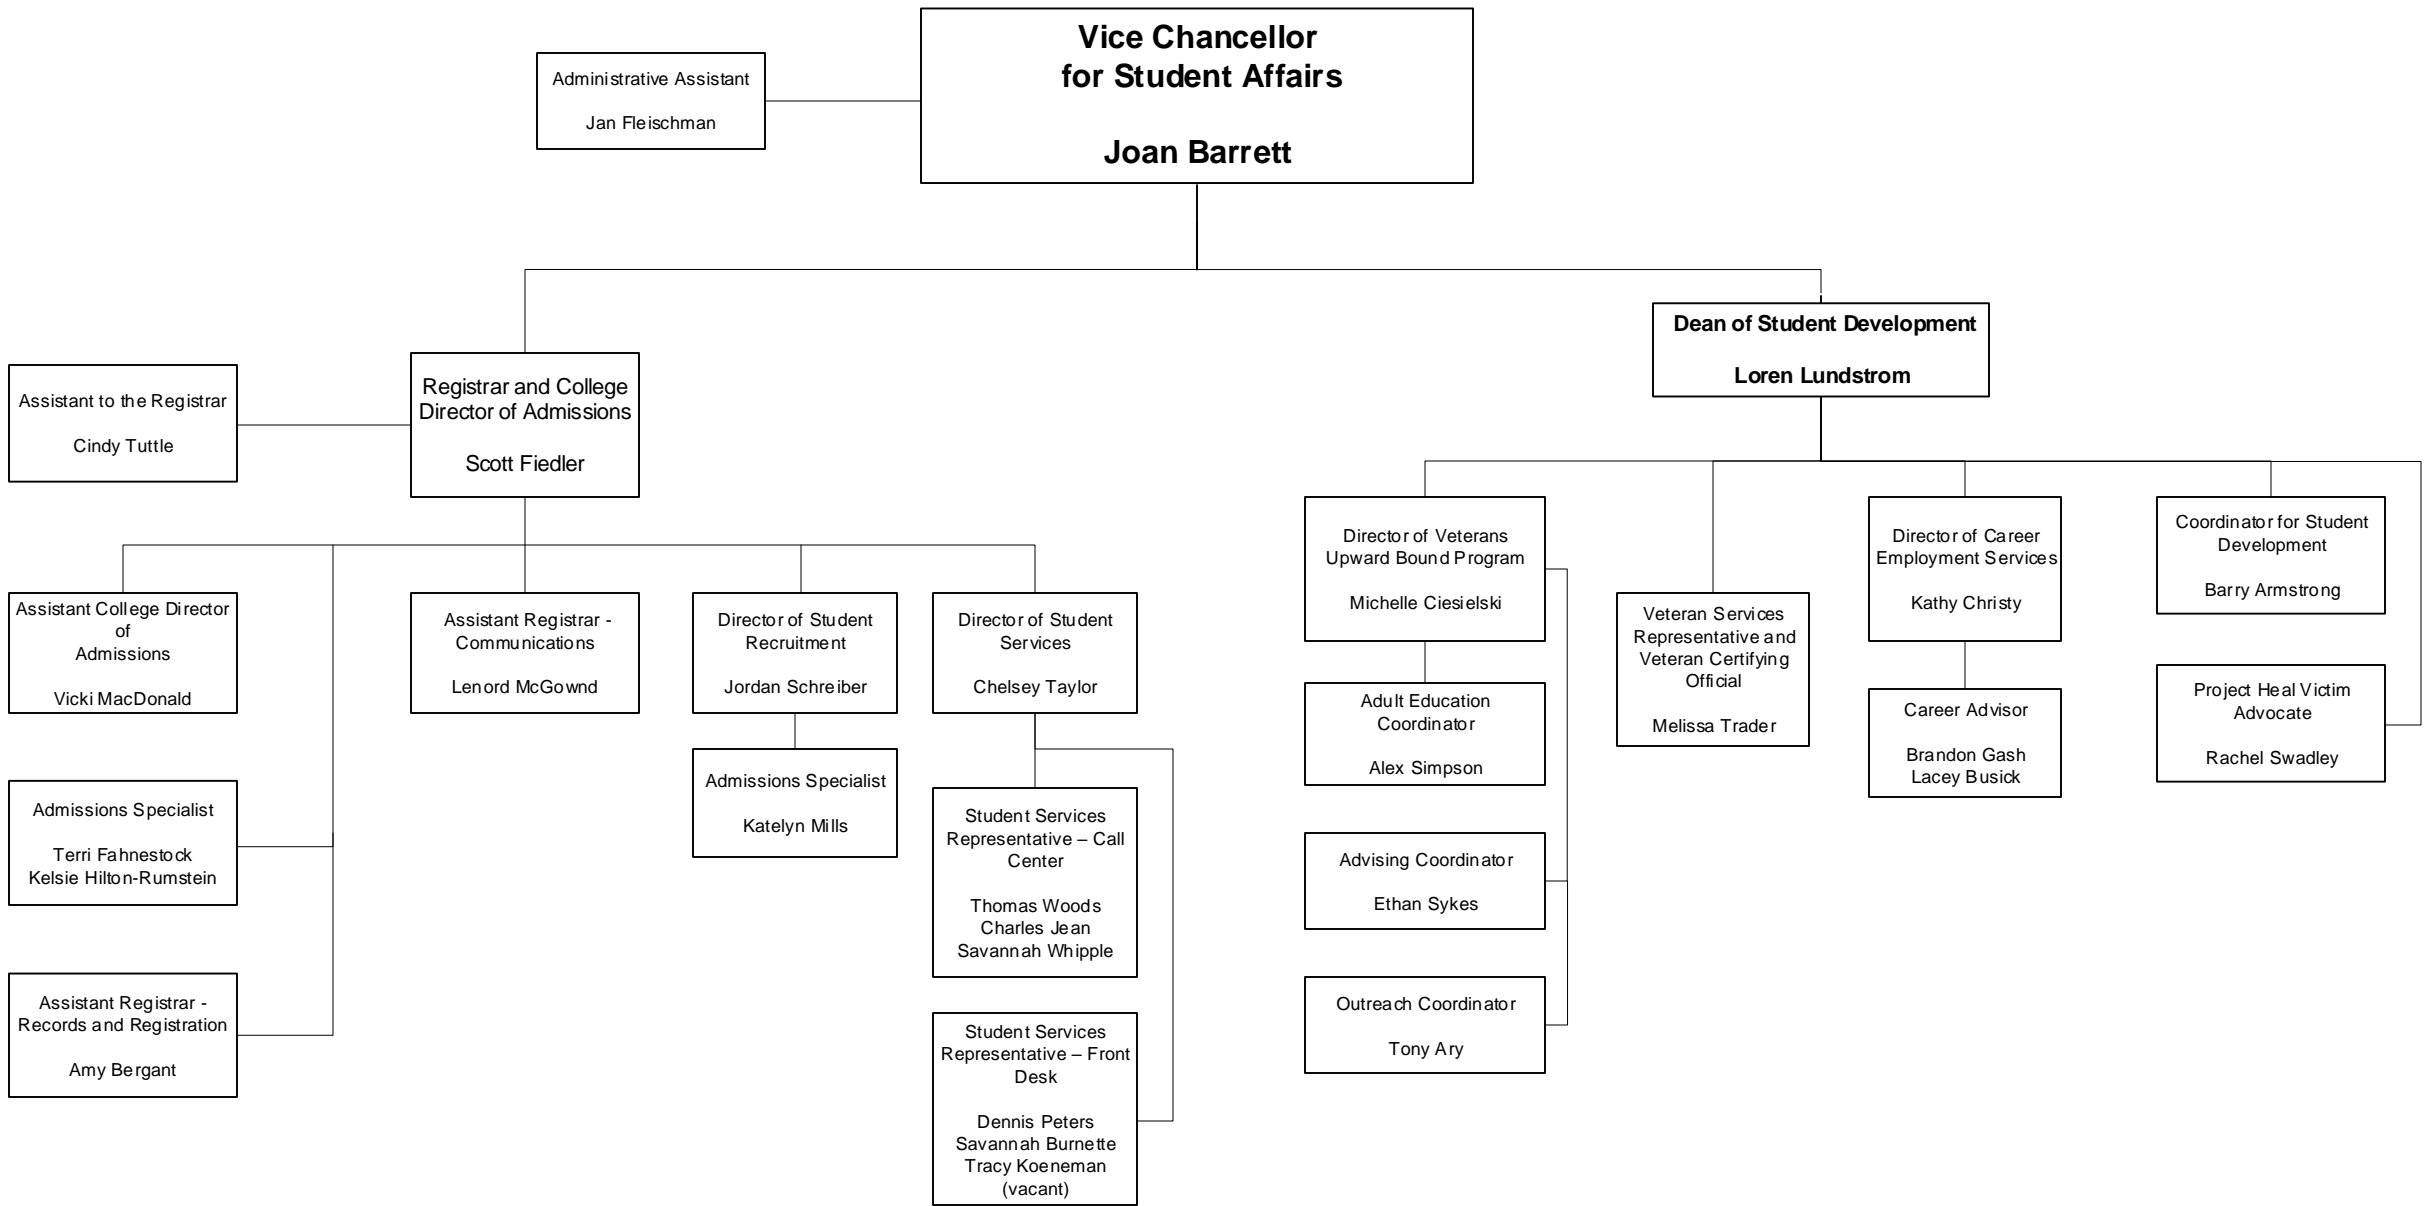 Vice Chancellor
for Student Affairs
Joan Barrett
Administrative Assistant
Jan Fleischman
Dean of Student Development
Loren Lundstrom
Registrar and College
Director of Admissions
Scott Fiedler
Assistant to the Registrar
Cindy Tuttle
Assistant College Director
of
Admissions
Vicki MacDonald
Admissions Specialist
Terri Fahnestock
Kelsie Hilton-Rumstein
Assistant Registrar -
Records and Registration
Amy Bergant
Assistant Registrar -
Communications
Lenord McGownd
Director of Student
Recruitment
Jordan Schreiber
Admissions Specialist
Katelyn Mills
Director of Student
Services
Chelsey Taylor
Student Services
Representative – Call
Center
Thomas Woods
Charles Jean
Savannah Whipple
Student Services
Representative – Front
Desk
Dennis Peters
Savannah Burnette
Tracy Koeneman
(vacant)
Director of Veterans
Upward Bound Program
Michelle Ciesielski
Adult Education
Coordinator
Alex Simpson
Advising Coordinator
Ethan Sykes
Outreach Coordinator
Tony Ary
Veteran Services
Representative and
Veteran Certifying
Official
Melissa Trader
Director of Career
Employment Services
Kathy Christy
Career Advisor
Brandon Gash
Lacey Busick
Coordinator for Student
Development
Barry Armstrong
Project Heal Victim
Advocate
Rachel Swadley